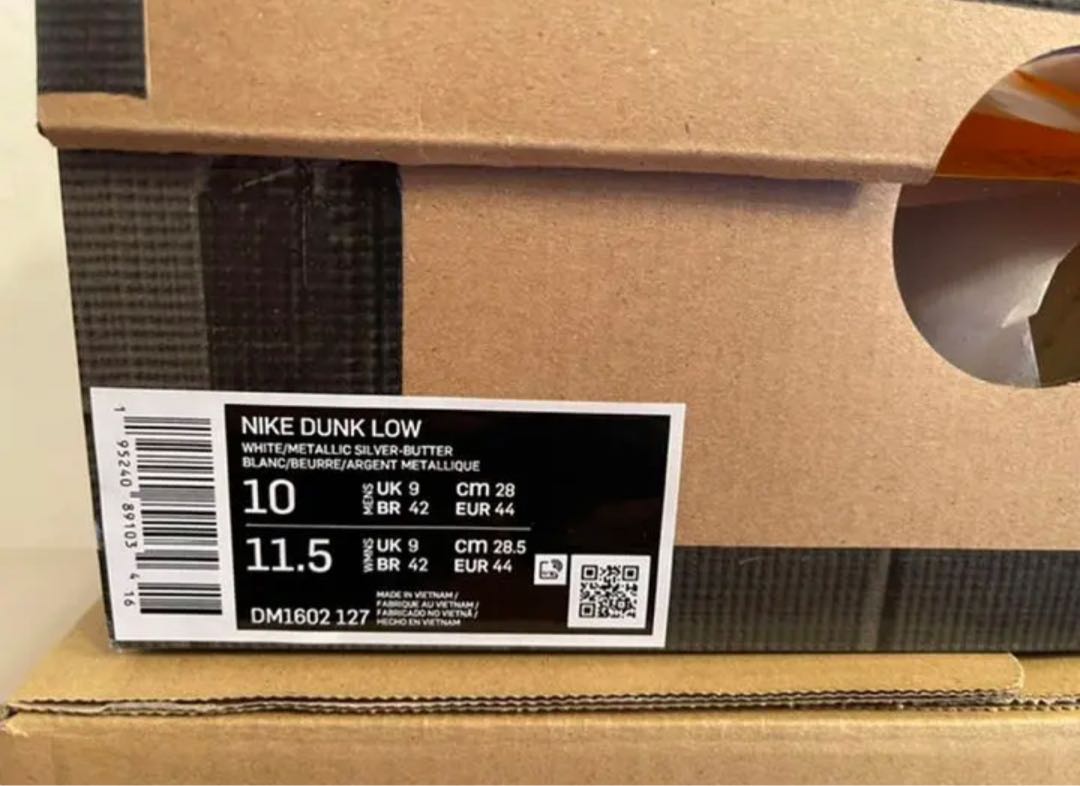 NIKE DUNK LOW
WHITE/METALLIC SILVER-BUTTER
BLANC/BEURRE/ARGENT METALLIQUE
10 MENS UK 9 cm 28
BR 42 EUR 44
11.5 WMNS UK 9 cm 28.5
BR 42 EUR 44
DM1602 127
MADE IN VIETNAM /
FABRIQUE AU VIETNAM /
FABRICADO NO VIETNÃ /
HECHO EN VIETNAM
1 95240 89103 4 16